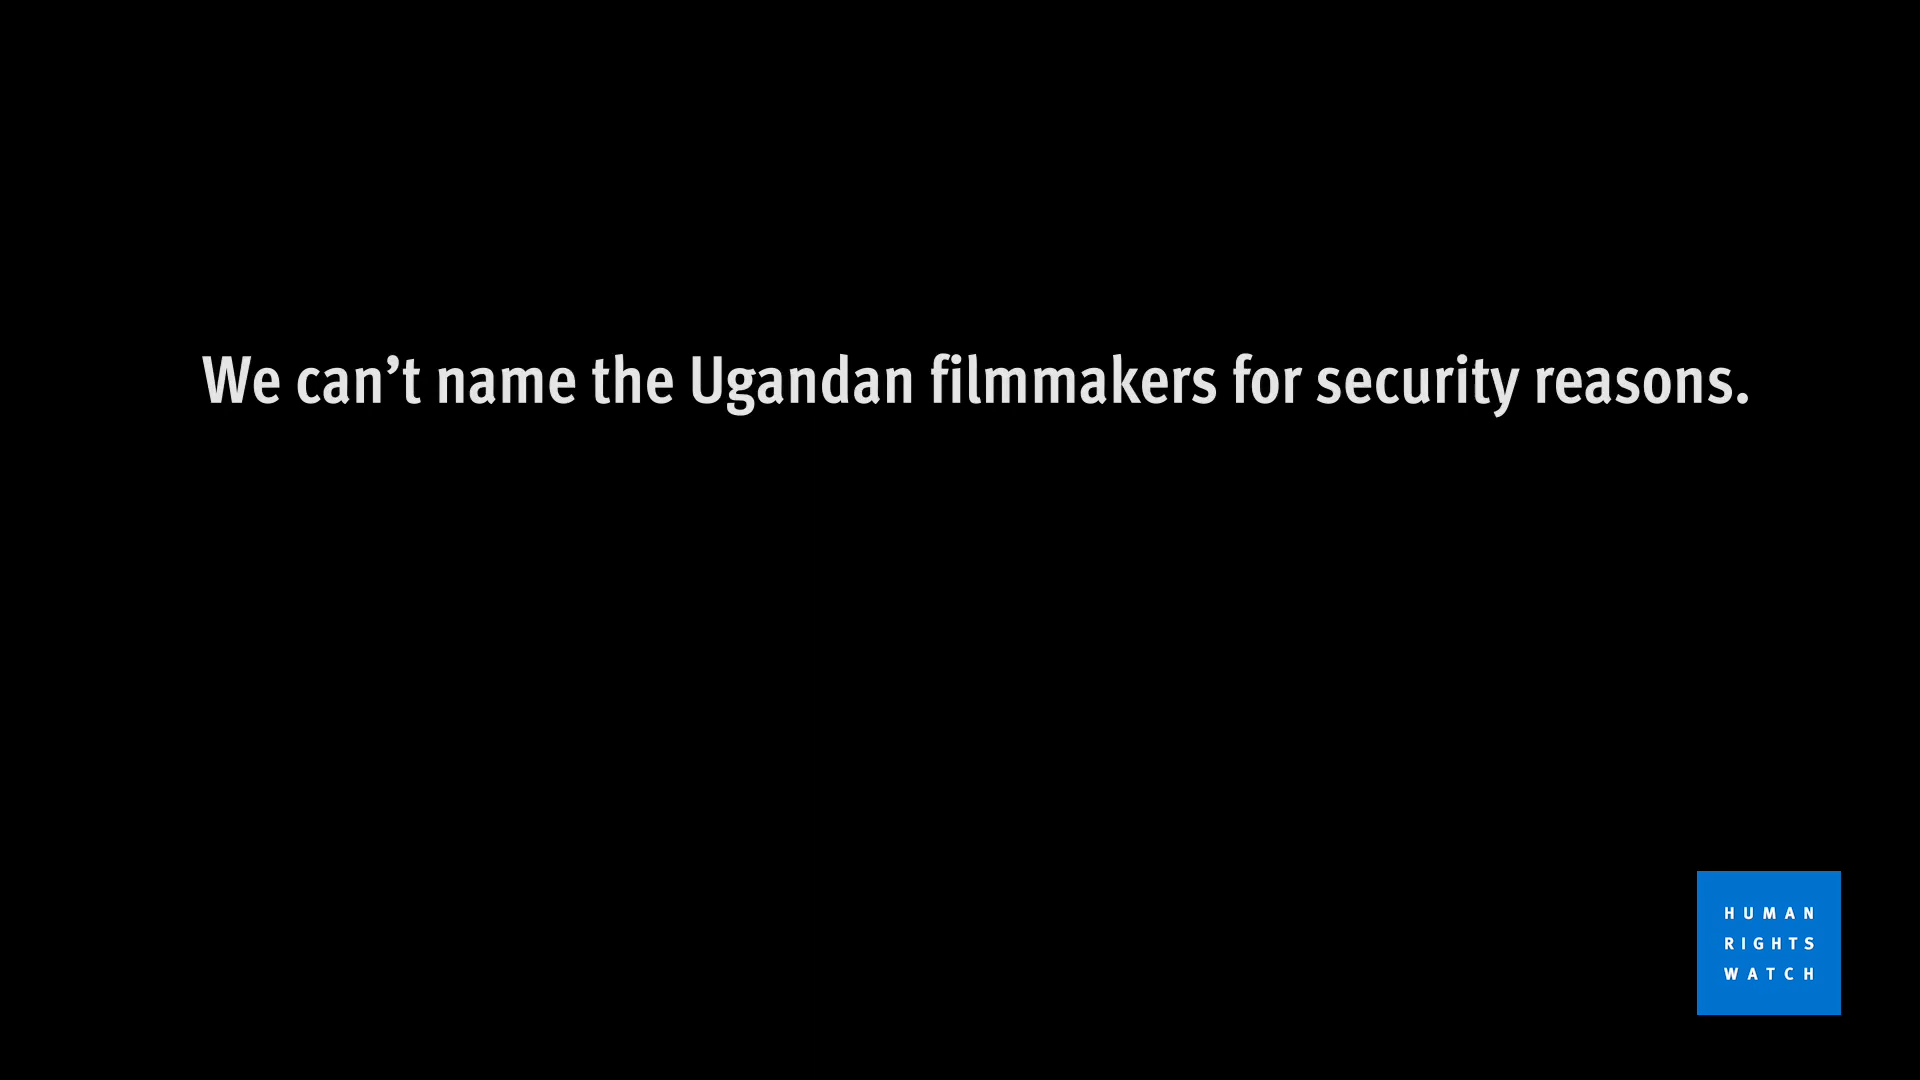 We can’t name the Ugandan filmmakers for security reasons.
HUMAN
RIGHTS
WATCH